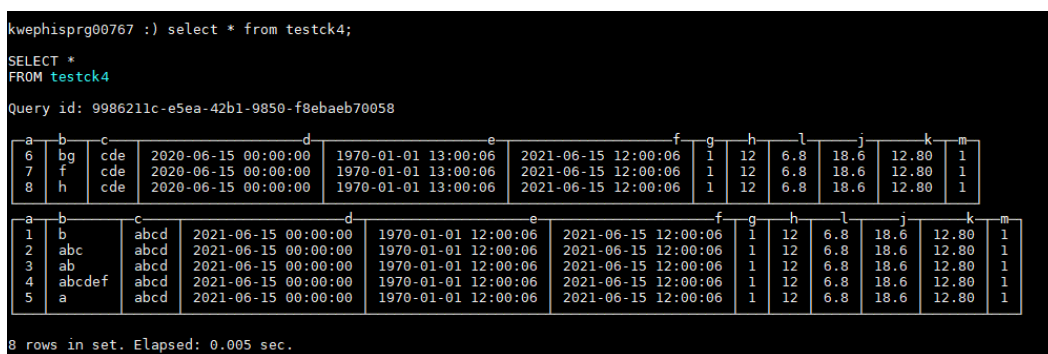 kwephisprg00767 :) select * from testck4;
SELECT *
FROM testck4
Query id: 9986211c-e5ea-42b1-9850-f8ebaeb70058
a b c d e f g h l j k m
6 bg cde 2020-06-15 00:00:00 1970-01-01 13:00:06 2021-06-15 12:00:06 1 12 6.8 18.6 12.80 1
7 f cde 2020-06-15 00:00:00 1970-01-01 13:00:06 2021-06-15 12:00:06 1 12 6.8 18.6 12.80 1
8 h cde 2020-06-15 00:00:00 1970-01-01 13:00:06 2021-06-15 12:00:06 1 12 6.8 18.6 12.80 1
a b c d e f g h l j k m
1 b abcd 2021-06-15 00:00:00 1970-01-01 12:00:06 2021-06-15 12:00:06 1 12 6.8 18.6 12.80 1
2 abc abcd 2021-06-15 00:00:00 1970-01-01 12:00:06 2021-06-15 12:00:06 1 12 6.8 18.6 12.80 1
3 ab abcd 2021-06-15 00:00:00 1970-01-01 12:00:06 2021-06-15 12:00:06 1 12 6.8 18.6 12.80 1
4 abcdef abcd 2021-06-15 00:00:00 1970-01-01 12:00:06 2021-06-15 12:00:06 1 12 6.8 18.6 12.80 1
5 a abcd 2021-06-15 00:00:00 1970-01-01 12:00:06 2021-06-15 12:00:06 1 12 6.8 18.6 12.80 1
8 rows in set. Elapsed: 0.005 sec.